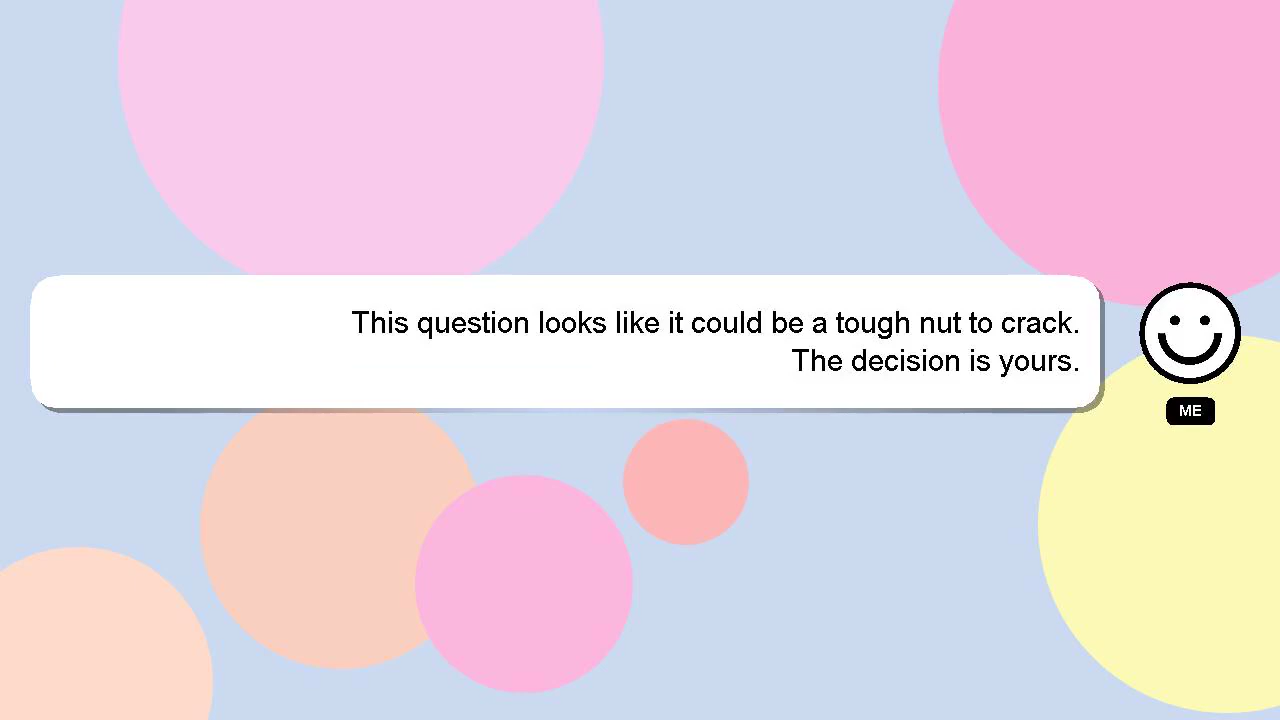 This question looks like it could be a tough nut to crack.
The decision is yours.
ME